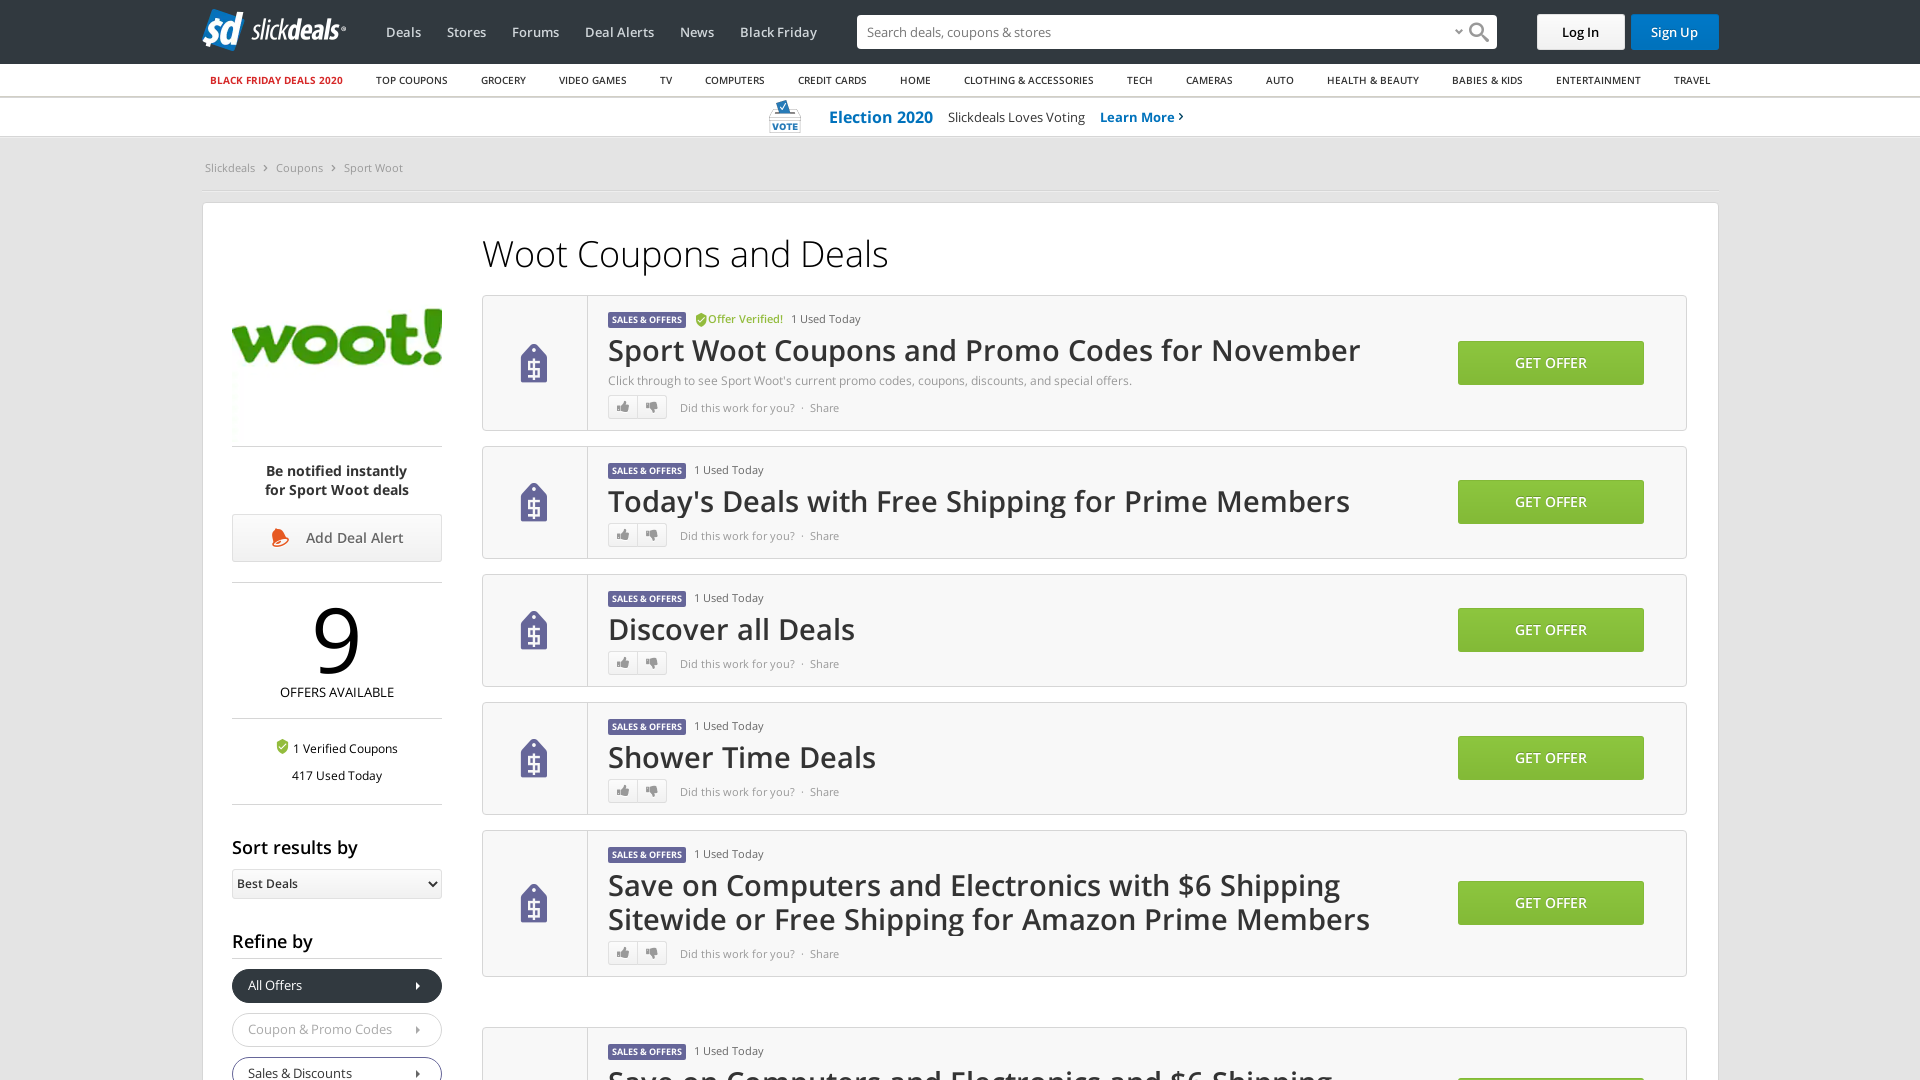 sd slickdeals
Deals
Stores
Forums
Deal Alerts
News
Black Friday
Search deals, coupons & stores
Log In
Sign Up
BLACK FRIDAY DEALS 2020
TOP COUPONS
GROCERY
VIDEO GAMES
TV
COMPUTERS
CREDIT CARDS
HOME
CLOTHING & ACCESSORIES
TECH
CAMERAS
AUTO
HEALTH & BEAUTY
BABIES & KIDS
ENTERTAINMENT
TRAVEL
VOTE
Election 2020 Slickdeals Loves Voting Learn More
Slickdeals > Coupons > Sport Woot
woot!
Be notified instantly
for Sport Woot deals
Add Deal Alert
9
OFFERS AVAILABLE
1 Verified Coupons
417 Used Today
Sort results by
Best Deals
Refine by
All Offers
Coupon & Promo Codes
Sales & Discounts
Woot Coupons and Deals
SALES & OFFERS Offer Verified! 1 Used Today
Sport Woot Coupons and Promo Codes for November
Click through to see Sport Woot's current promo codes, coupons, discounts, and special offers.
Did this work for you? · Share
GET OFFER
SALES & OFFERS 1 Used Today
Today's Deals with Free Shipping for Prime Members
Did this work for you? · Share
GET OFFER
SALES & OFFERS 1 Used Today
Discover all Deals
Did this work for you? · Share
GET OFFER
SALES & OFFERS 1 Used Today
Shower Time Deals
Did this work for you? · Share
GET OFFER
SALES & OFFERS 1 Used Today
Save on Computers and Electronics with $6 Shipping
Sitewide or Free Shipping for Amazon Prime Members
Did this work for you? · Share
GET OFFER
SALES & OFFERS 1 Used Today
Save on Computers and Electronics and $6 Shipping